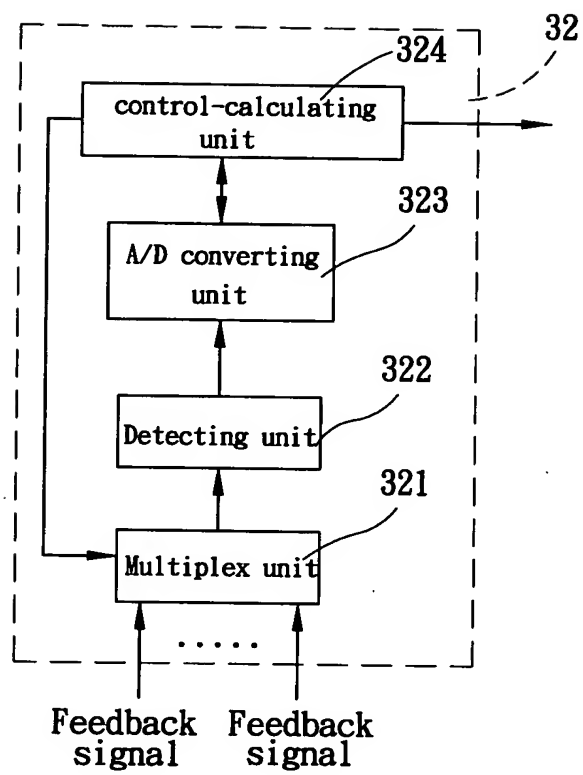 32
324
control-calculating
unit
323
A/D converting
unit
322
Detecting unit
321
Multiplex unit
.....
Feedback Feedback
signal signal